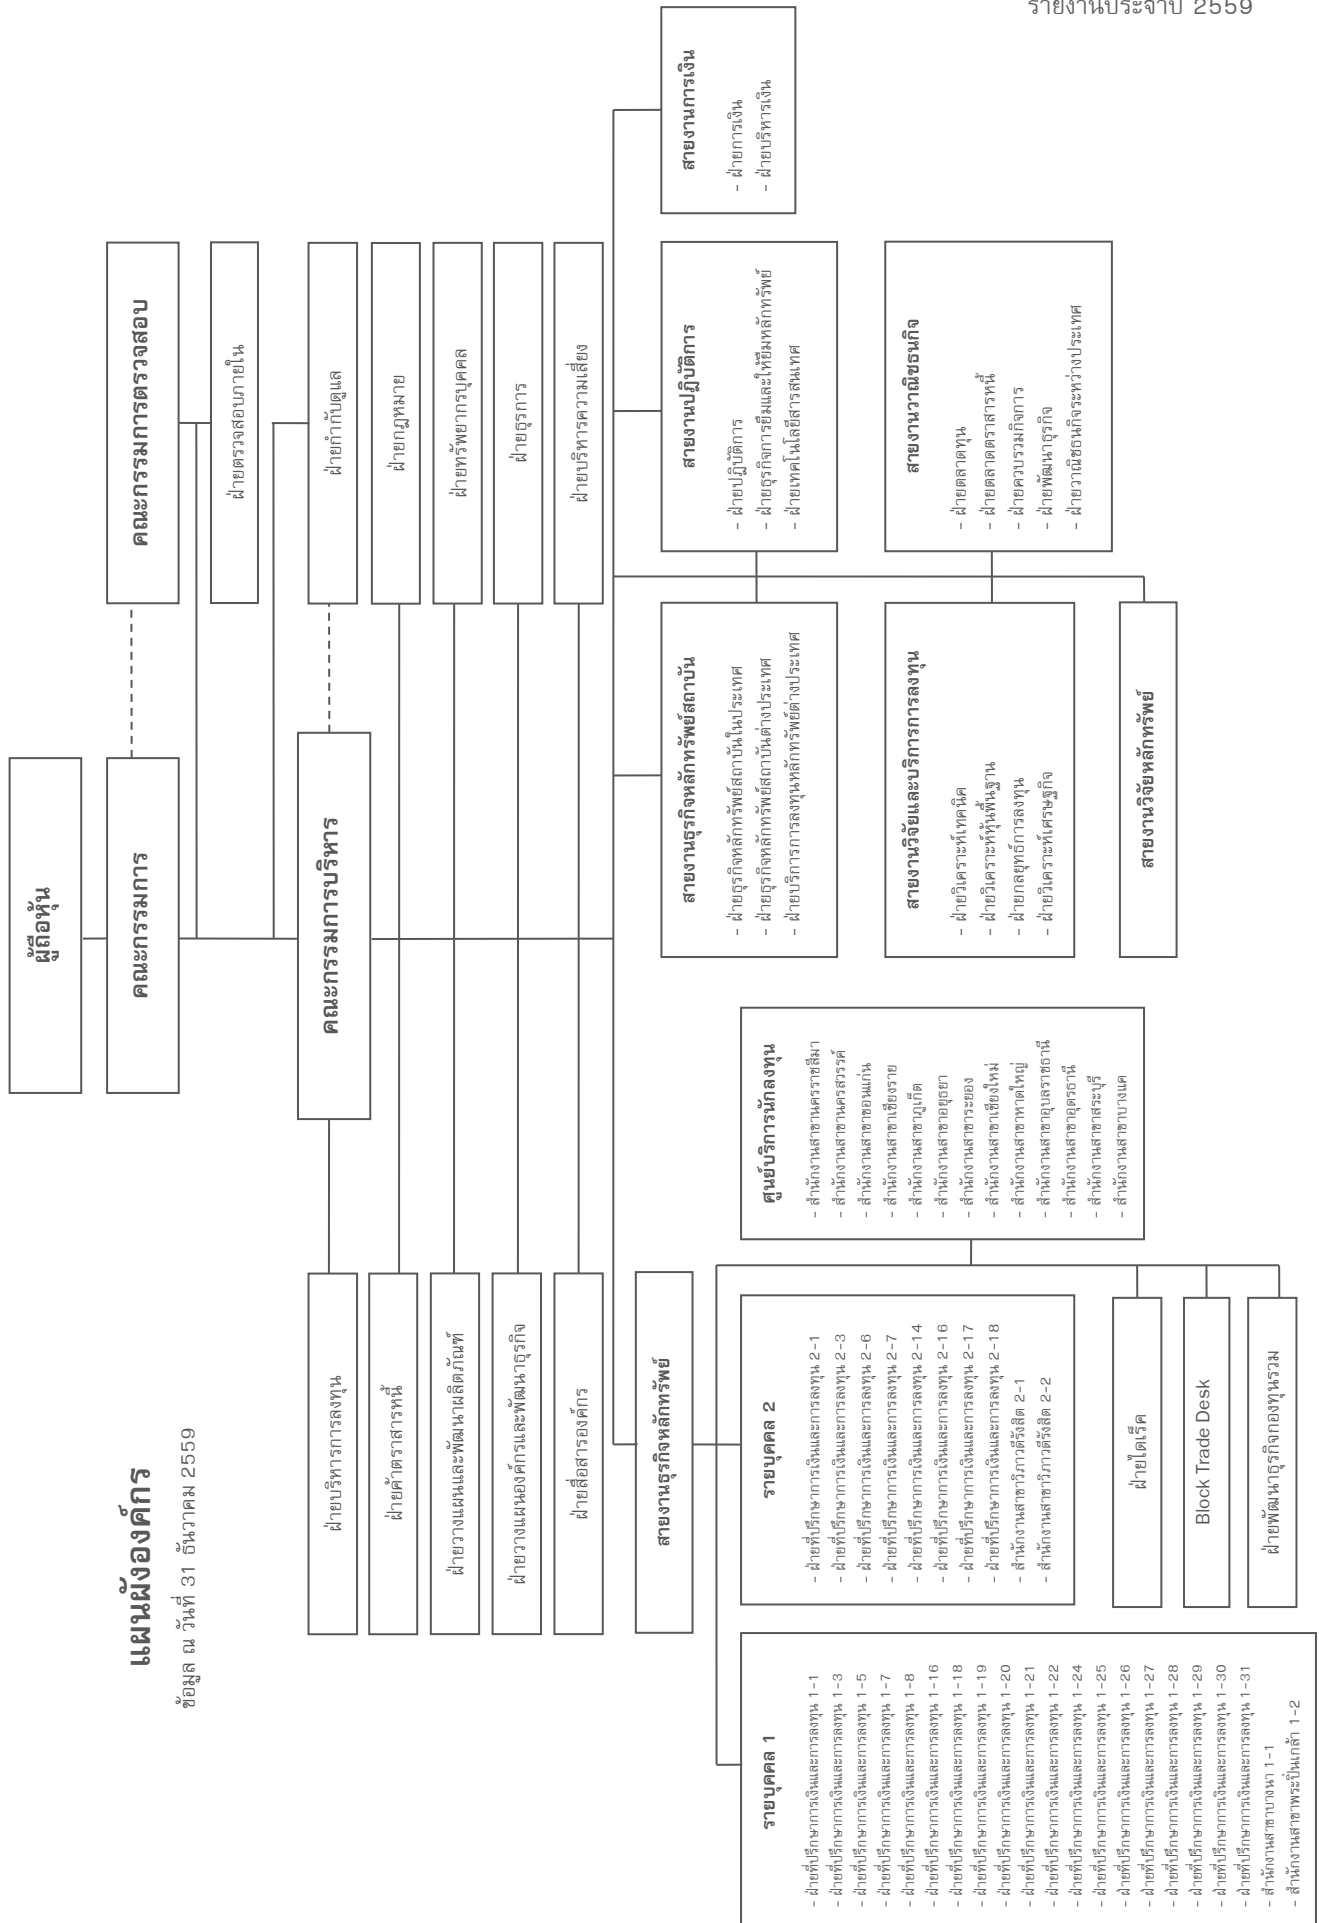 รายงานประจำปี 2559
แผนผังองค์กร
ข้อมูล ณ วันที่ 31 ธันวาคม 2559
ผู้ถือหุ้น
คณะกรรมการ
คณะกรรมการตรวจสอบ
ฝ่ายตรวจสอบภายใน
คณะกรรมการบริหาร
ฝ่ายกำกับดูแล
ฝ่ายบริหารการลงทุน
ฝ่ายกฎหมาย
ฝ่ายค้าตราสารหนี้
ฝ่ายทรัพยากรบุคคล
ฝ่ายวางแผนและพัฒนาผลิตภัณฑ์
ฝ่ายธุรการ
ฝ่ายวางแผนองค์กรและพัฒนาธุรกิจ
ฝ่ายบริหารความเสี่ยง
ฝ่ายสื่อสารองค์กร
สายงานธุรกิจหลักทรัพย์
รายบุคคล 1
- ฝ่ายที่ปรึกษาการเงินและการลงทุน 1-1
- ฝ่ายที่ปรึกษาการเงินและการลงทุน 1-3
- ฝ่ายที่ปรึกษาการเงินและการลงทุน 1-5
- ฝ่ายที่ปรึกษาการเงินและการลงทุน 1-7
- ฝ่ายที่ปรึกษาการเงินและการลงทุน 1-8
- ฝ่ายที่ปรึกษาการเงินและการลงทุน 1-16
- ฝ่ายที่ปรึกษาการเงินและการลงทุน 1-18
- ฝ่ายที่ปรึกษาการเงินและการลงทุน 1-19
- ฝ่ายที่ปรึกษาการเงินและการลงทุน 1-20
- ฝ่ายที่ปรึกษาการเงินและการลงทุน 1-21
- ฝ่ายที่ปรึกษาการเงินและการลงทุน 1-22
- ฝ่ายที่ปรึกษาการเงินและการลงทุน 1-24
- ฝ่ายที่ปรึกษาการเงินและการลงทุน 1-25
- ฝ่ายที่ปรึกษาการเงินและการลงทุน 1-26
- ฝ่ายที่ปรึกษาการเงินและการลงทุน 1-27
- ฝ่ายที่ปรึกษาการเงินและการลงทุน 1-28
- ฝ่ายที่ปรึกษาการเงินและการลงทุน 1-29
- ฝ่ายที่ปรึกษาการเงินและการลงทุน 1-30
- ฝ่ายที่ปรึกษาการเงินและการลงทุน 1-31
- สำนักงานสาขาบางนา 1-1
- สำนักงานสาขาพระปิ่นเกล้า 1-2
รายบุคคล 2
- ฝ่ายที่ปรึกษาการเงินและการลงทุน 2-1
- ฝ่ายที่ปรึกษาการเงินและการลงทุน 2-3
- ฝ่ายที่ปรึกษาการเงินและการลงทุน 2-6
- ฝ่ายที่ปรึกษาการเงินและการลงทุน 2-7
- ฝ่ายที่ปรึกษาการเงินและการลงทุน 2-14
- ฝ่ายที่ปรึกษาการเงินและการลงทุน 2-16
- ฝ่ายที่ปรึกษาการเงินและการลงทุน 2-17
- ฝ่ายที่ปรึกษาการเงินและการลงทุน 2-18
- สำนักงานสาขาวิภาวดีรังสิต 2-1
- สำนักงานสาขาวิภาวดีรังสิต 2-2
ศูนย์บริการนักลงทุน
- สำนักงานสาขานครราชสีมา
- สำนักงานสาขานครสวรรค์
- สำนักงานสาขาขอนแก่น
- สำนักงานสาขาเชียงราย
- สำนักงานสาขาภูเก็ต
- สำนักงานสาขาอยุธยา
- สำนักงานสาขาระยอง
- สำนักงานสาขาเชียงใหม่
- สำนักงานสาขาหาดใหญ่
- สำนักงานสาขาอุบลราชธานี
- สำนักงานสาขาอุดรธานี
- สำนักงานสาขาสระบุรี
- สำนักงานสาขาบางแค
ฝ่ายไดเร็ค
Block Trade Desk
ฝ่ายพัฒนาธุรกิจกองทุนรวม
สายงานธุรกิจหลักทรัพย์สถาบัน
- ฝ่ายธุรกิจหลักทรัพย์สถาบันในประเทศ
- ฝ่ายธุรกิจหลักทรัพย์สถาบันต่างประเทศ
- ฝ่ายบริการการลงทุนหลักทรัพย์ต่างประเทศ
สายงานปฏิบัติการ
- ฝ่ายปฏิบัติการ
- ฝ่ายธุรกิจการยืมและให้ยืมหลักทรัพย์
- ฝ่ายเทคโนโลยีสารสนเทศ
สายงานการเงิน
- ฝ่ายการเงิน
- ฝ่ายบริหารเงิน
สายงานวิจัยและบริการการลงทุน
- ฝ่ายวิเคราะห์เทคนิค
- ฝ่ายวิเคราะห์หุ้นพื้นฐาน
- ฝ่ายกลยุทธ์การลงทุน
- ฝ่ายวิเคราะห์เศรษฐกิจ
สายงานวาณิชธนกิจ
- ฝ่ายตลาดทุน
- ฝ่ายตลาดตราสารหนี้
- ฝ่ายควบรวมกิจการ
- ฝ่ายพัฒนาธุรกิจ
- ฝ่ายวาณิชธนกิจระหว่างประเทศ
สายงานวิจัยหลักทรัพย์